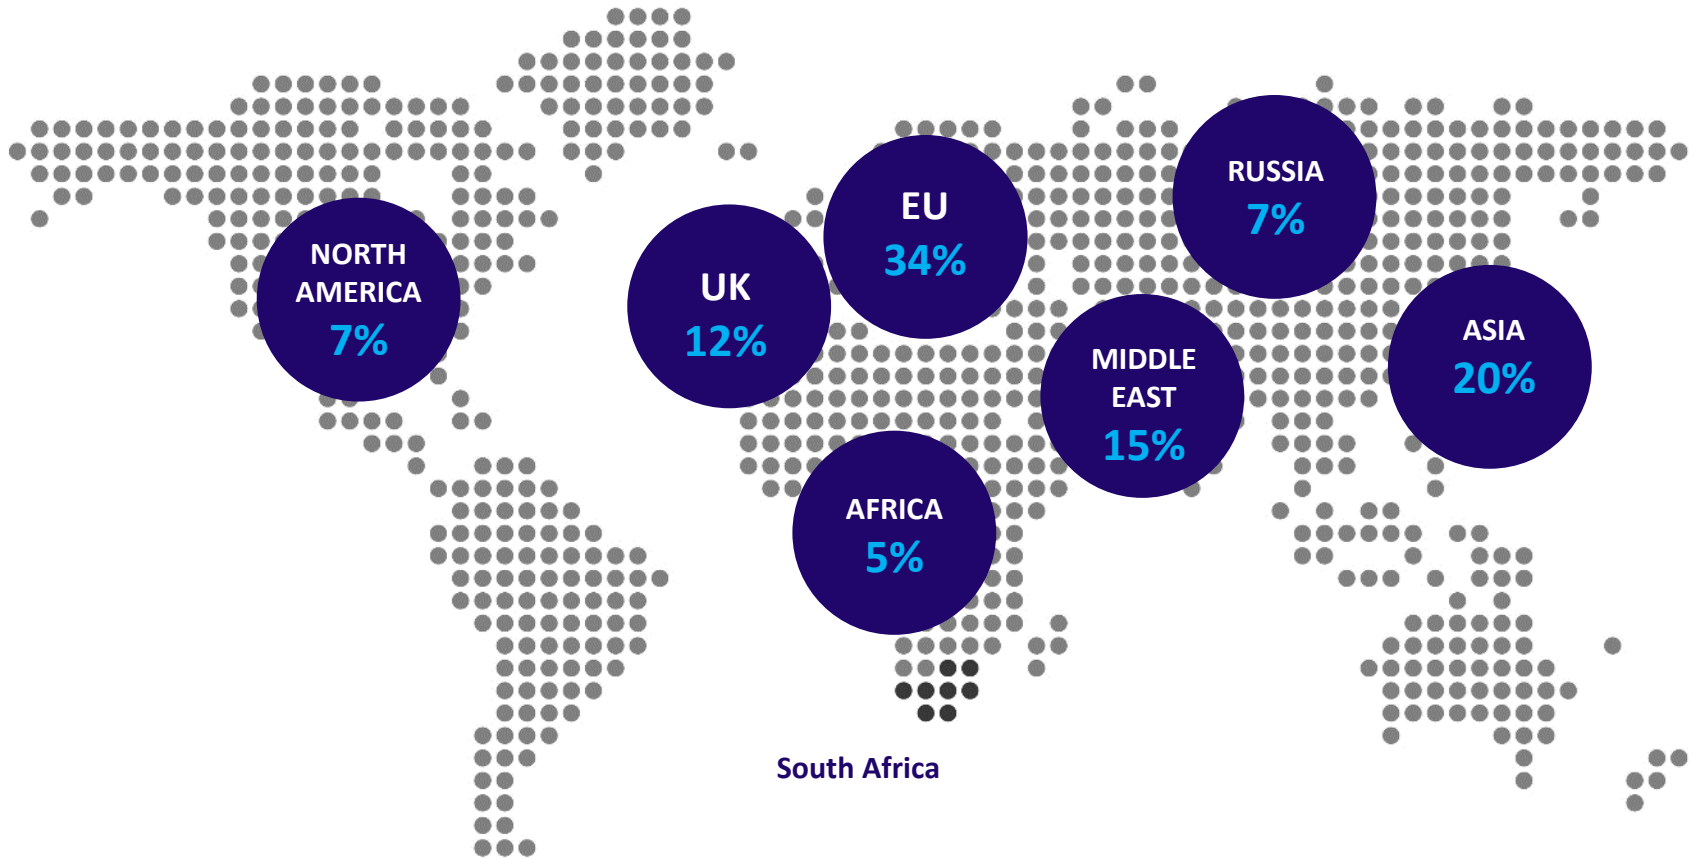 NORTH
AMERICA
7%
UK
12%
EU
34%
RUSSIA
7%
MIDDLE
EAST
15%
ASIA
20%
AFRICA
5%
South Africa